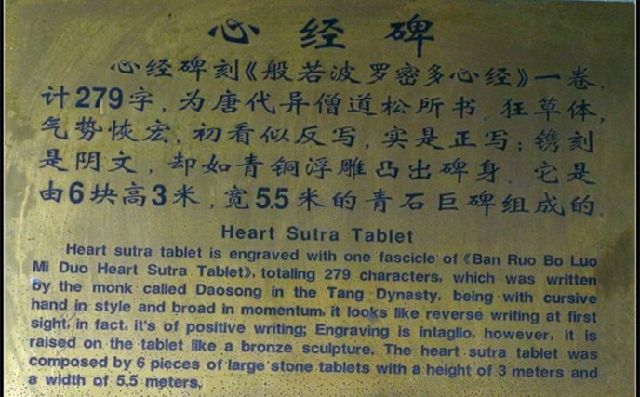 心经碑
心经碑刻《般若波罗密多心经》一卷，
计279字，为唐代异僧道松所书，狂草体，
气势恢宏，初看似反写，实是正写；镌刻
是阴文，却如青铜浮雕凸出碑身，它是
由6块高3米，宽5.5米的青石巨碑组成的
Heart Sutra Tablet
Heart sutra tablet is engraved with one fascicle of《Ban Ruo Bo Luo
Mi Duo Heart Sutra Tablet》, totaling 279 characters, which was written
by the monk called Daosong in the Tang Dynasty, being with cursive
hand in style and broad in momentum, it looks like reverse writing at first
sight, in fact, it's of positive writing; Engraving is intaglio, however, it is
raised on the tablet like a bronze sculpture. The heart sutra tablet was
composed by 6 pieces of large stone tablets with a height of 3 meters and
a width of 5.5 meters.